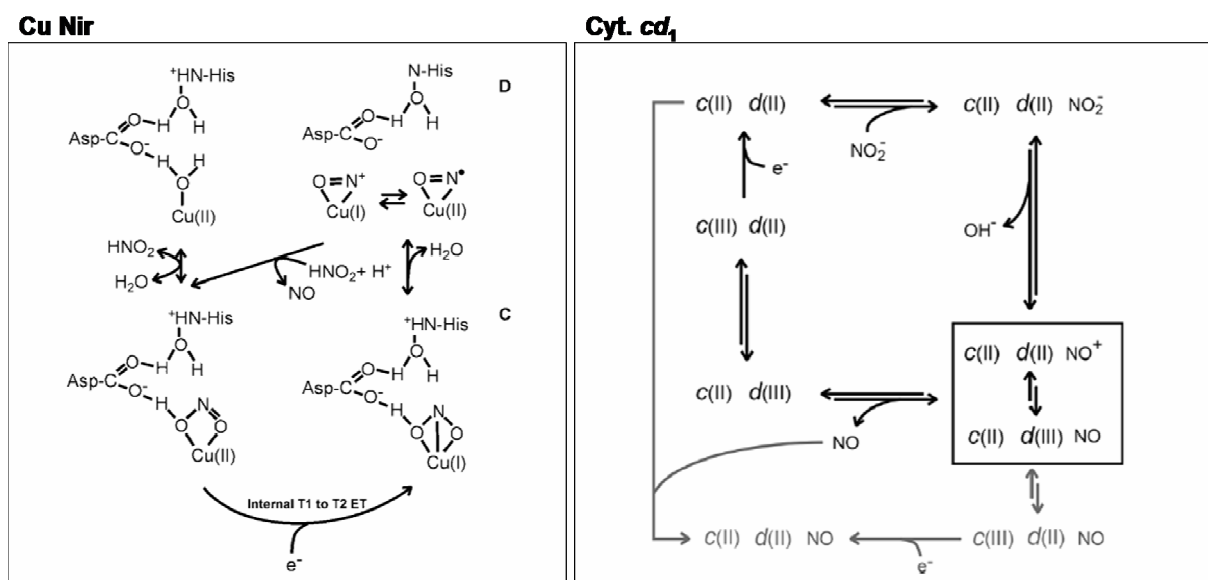 Cu Nir
+HN-His
O
H H
O
Asp-C
O-
H H
O
Cu(II)
N-His
O
H H
O
Asp-C
O-
D
O=N+
Cu(I)
O=N•
Cu(II)
HNO2
H2O
HNO2+ H+
NO
H2O
C
+HN-His
O
H H
O
Asp-C
O-
H
O N O
Cu(II)
+HN-His
O
H H
O
Asp-C
O-
H
O N O
Cu(I)
Internal T1 to T2 ET
e-
Cyt. cd1
c(II) d(II)
c(II) d(II) NO2-
NO2-
e-
c(III) d(II)
OH-
c(II) d(II) NO+
c(II) d(III)
NO
c(II) d(III) NO
c(II) d(II) NO
c(III) d(II) NO
e-